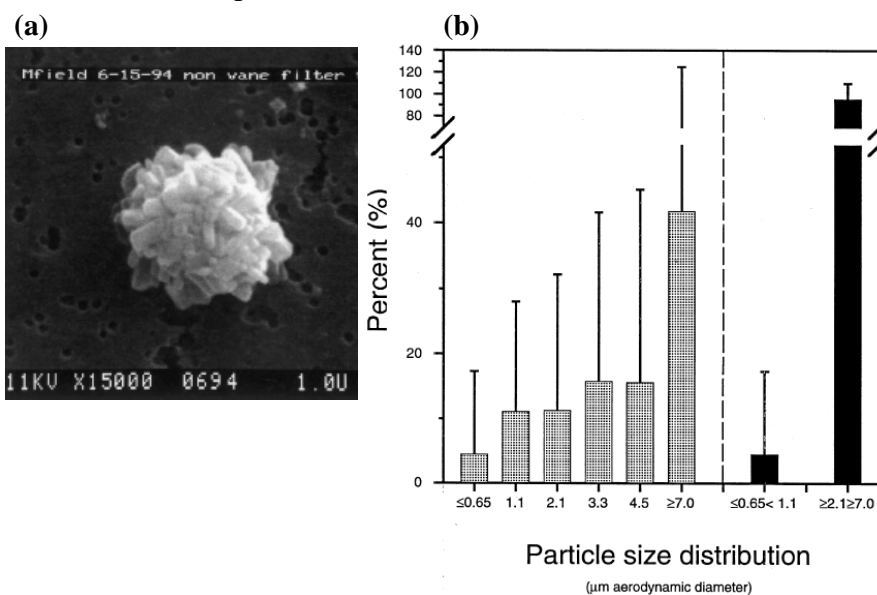 (a)
Mfield 6-15-94 non vane filter
11KV X15000 0694 1.0U
(b)
Percent (%)
140
120
100
80
40
20
0
≤0.65 1.1 2.1 3.3 4.5 ≥7.0 ≤0.65< 1.1 ≥2.1≥7.0
Particle size distribution
(μm aerodynamic diameter)